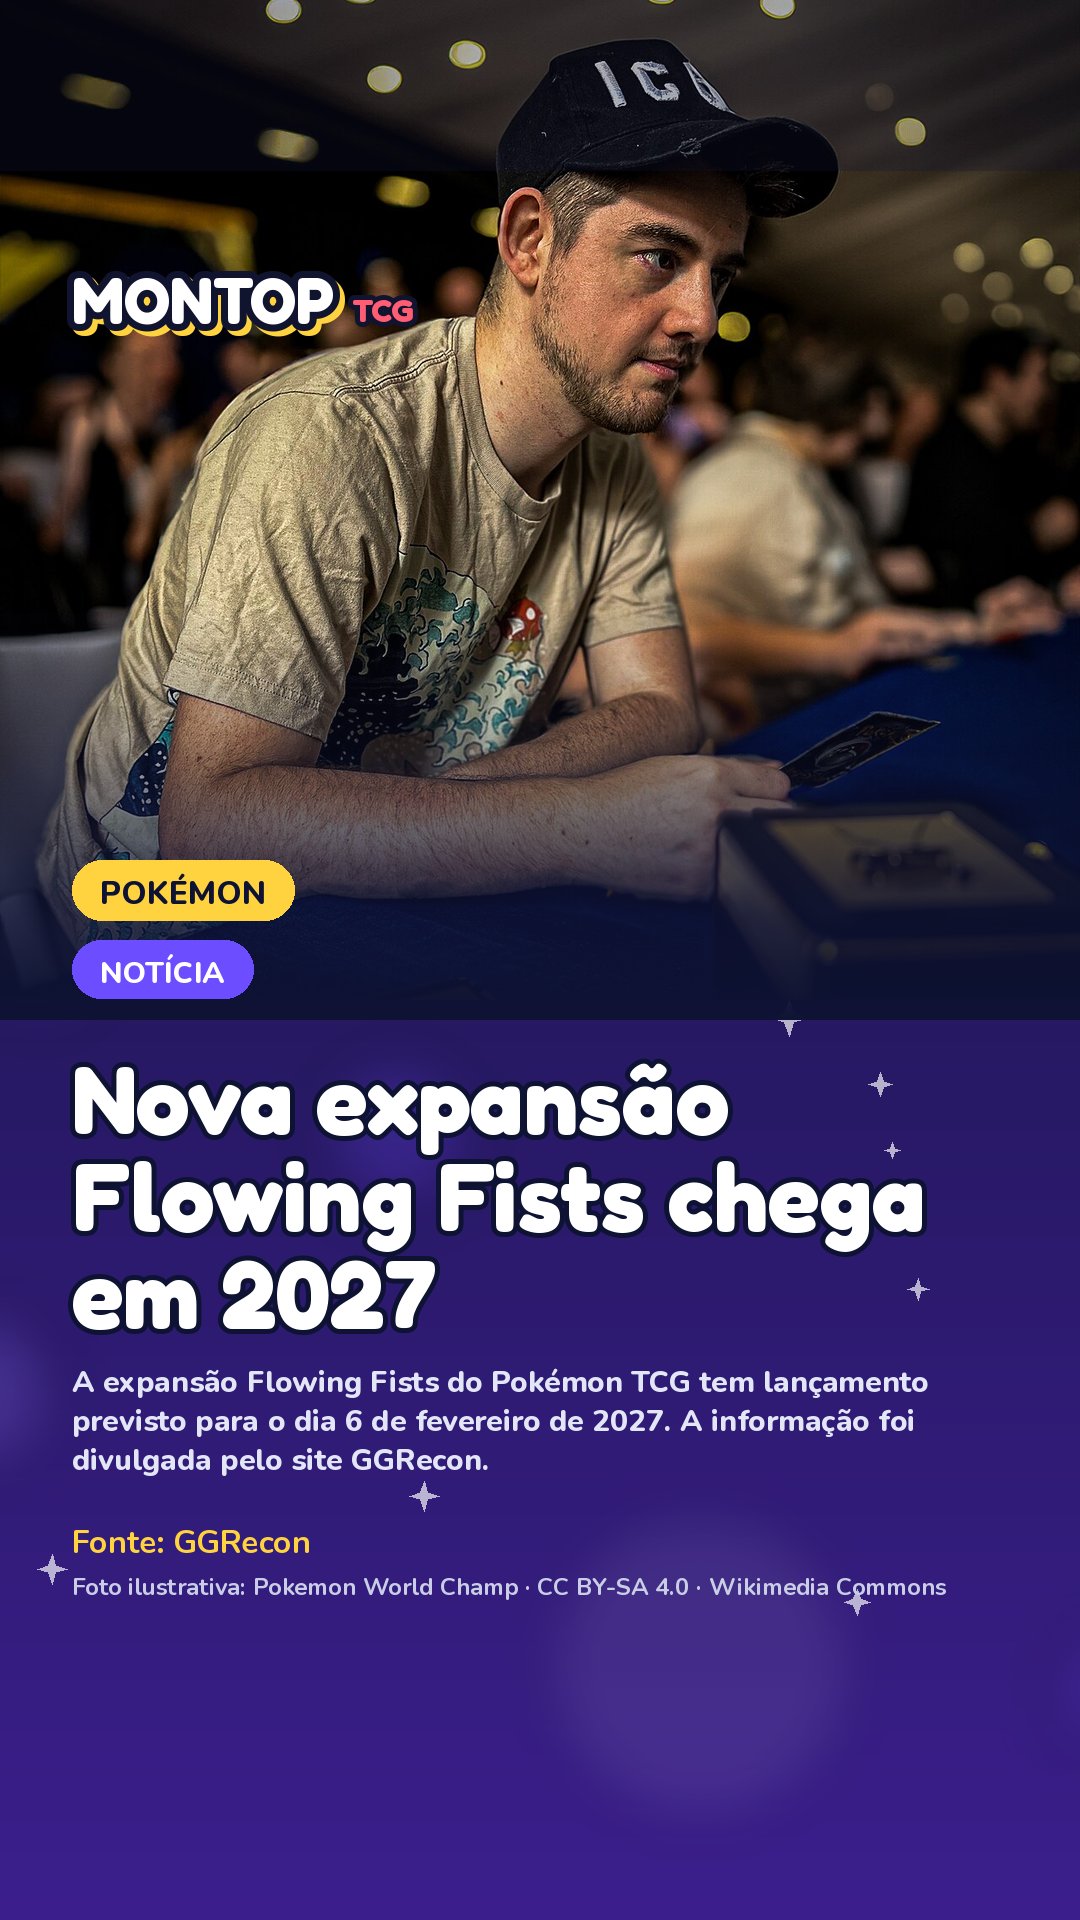 MONTOP TCG
POKÉMON
NOTÍCIA
Nova expansão
Flowing Fists chega
em 2027
A expansão Flowing Fists do Pokémon TCG tem lançamento
previsto para o dia 6 de fevereiro de 2027. A informação foi
divulgada pelo site GGRecon.
Fonte: GGRecon
Foto ilustrativa: Pokemon World Champ · CC BY-SA 4.0 · Wikimedia Commons